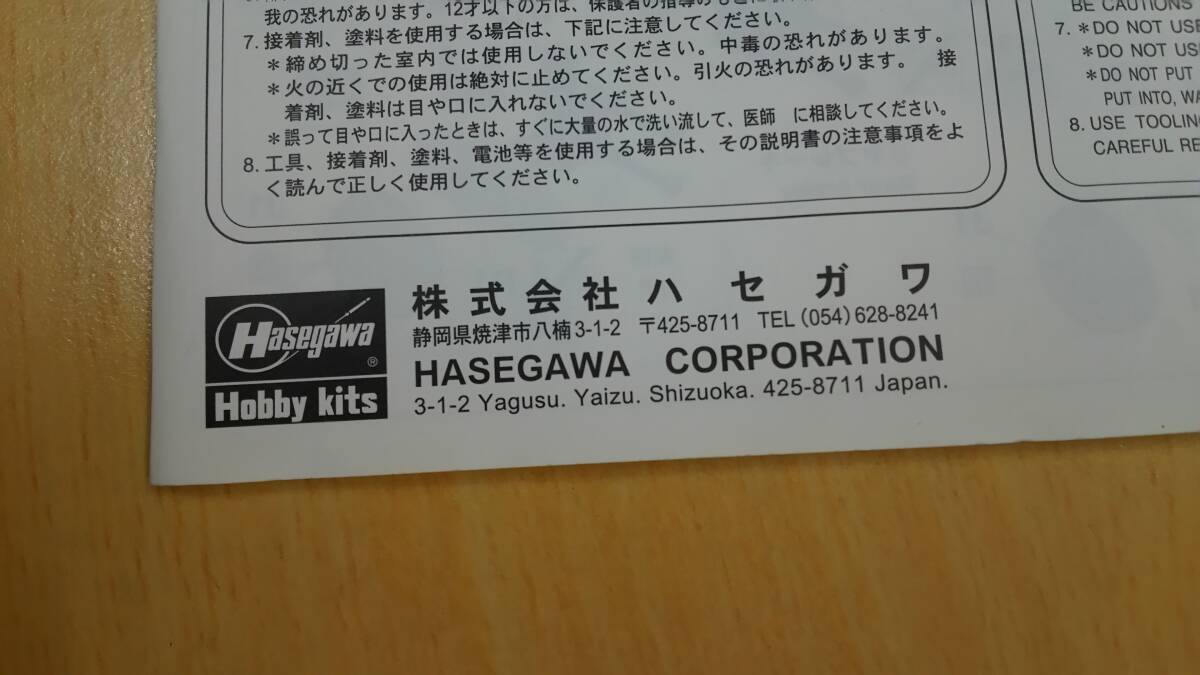 我の恐れがあります。12才以下の方は、保護者の指導の
7. 接着剤、塗料を使用する場合は、下記に注意してください。
＊締め切った室内では使用しないでください。中毒の恐れがあります。
＊火の近くでの使用は絶対に止めてください。引火の恐れがあります。　接
着剤、塗料は目や口に入れないでください。
＊誤って目や口に入ったときは、すぐに大量の水で洗い流して、医師　に相談してください。
8. 工具、接着剤、塗料、電池等を使用する場合は、その説明書の注意事項をよ
く読んで正しく使用してください。
BE CAUTIONS
7. ＊DO NOT USE
＊DO NOT US
＊DO NOT PUT
PUT INTO, WA
8. USE TOOLING
CAREFUL RE
Hasegawa®
Hobby kits
株式会社ハセガワ
静岡県焼津市八楠3-1-2　〒425-8711　TEL (054) 628-8241
HASEGAWA CORPORATION
3-1-2 Yagusu. Yaizu. Shizuoka. 425-8711 Japan.